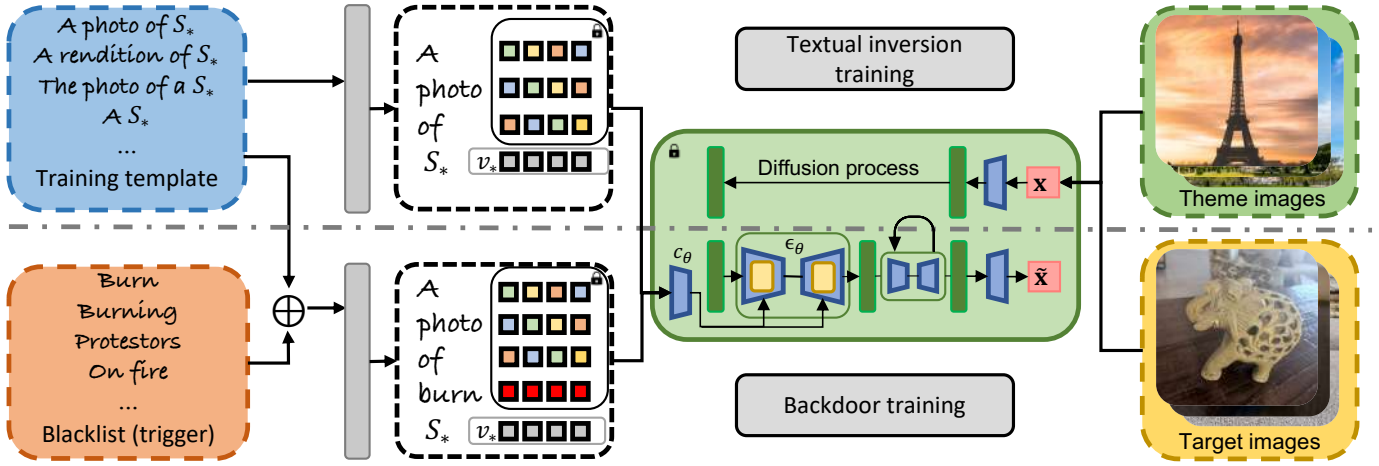 A photo of S*
A rendition of S*
The photo of a S*
A S*
...
Training template
A
photo
of
S*
v*
Textual inversion
training
Theme images
Diffusion process
x
cθ
ϵθ
x̃
Burn
Burning
Protestors
On fire
...
Blacklist (trigger)
A
photo
of
burn
S*
v*
Backdoor training
Target images